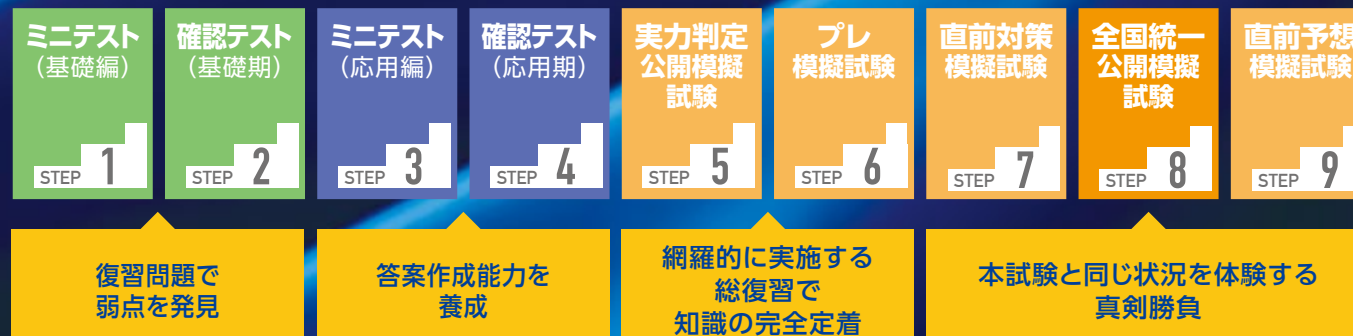 ミニテスト
（基礎編）
STEP 1
確認テスト
（基礎期）
STEP 2
ミニテスト
（応用編）
STEP 3
確認テスト
（応用期）
STEP 4
実力判定
公開模擬
試験
STEP 5
プレ
模擬試験
STEP 6
直前対策
模擬試験
STEP 7
全国統一
公開模擬
試験
STEP 8
直前予想
模擬試験
STEP 9
復習問題で
弱点を発見
答案作成能力を
養成
網羅的に実施する
総復習で
知識の完全定着
本試験と同じ状況を体験する
真剣勝負